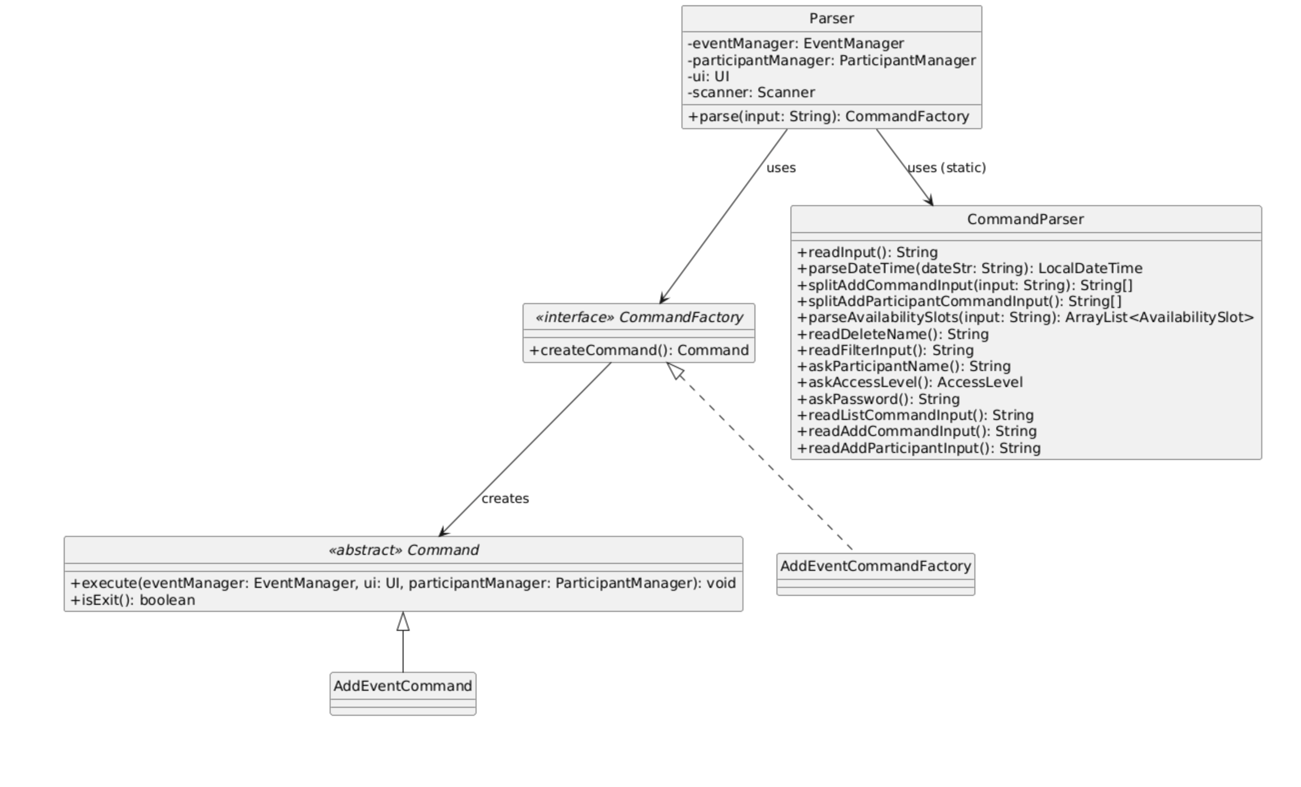 Parser
-eventManager: EventManager
-participantManager: ParticipantManager
-ui: UI
-scanner: Scanner
+parse(input: String): CommandFactory
uses
uses (static)
CommandParser
+readInput(): String
+parseDateTime(dateStr: String): LocalDateTime
+splitAddCommandInput(input: String): String[]
+splitAddParticipantCommandInput(): String[]
+parseAvailabilitySlots(input: String): ArrayList<AvailabilitySlot>
+readDeleteName(): String
+readFilterInput(): String
+askParticipantName(): String
+askAccessLevel(): AccessLevel
+askPassword(): String
+readListCommandInput(): String
+readAddCommandInput(): String
+readAddParticipantInput(): String
«interface» CommandFactory
+createCommand(): Command
creates
«abstract» Command
+execute(eventManager: EventManager, ui: UI, participantManager: ParticipantManager): void
+isExit(): boolean
AddEventCommandFactory
AddEventCommand